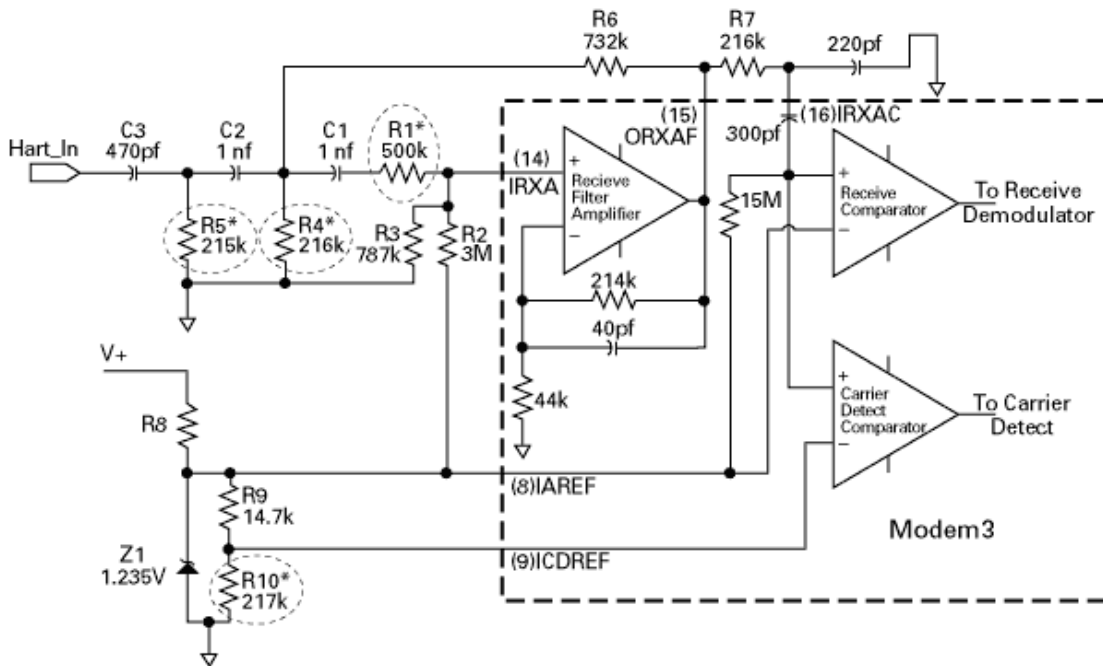 R6
732k
R7
216k
220pf
C3
470pf
C2
1 nf
C1
1 nf
R1*
500k
Hart_In
(14)
IRXA
(15)
ORXAF
300pf
(16)IRXAC
+
Recieve
Filter
Amplifier
−
15M
+
Receive
Comparator
−
To Receive
Demodulator
R5*
215k
R4*
216k
R3
787k
R2
3M
214k
40pf
44k
V+
R8
+
Carrier
Detect
Comparator
−
To Carrier
Detect
(8)IAREF
R9
14.7k
Modem3
(9)ICDREF
Z1
1.235V
R10*
217k